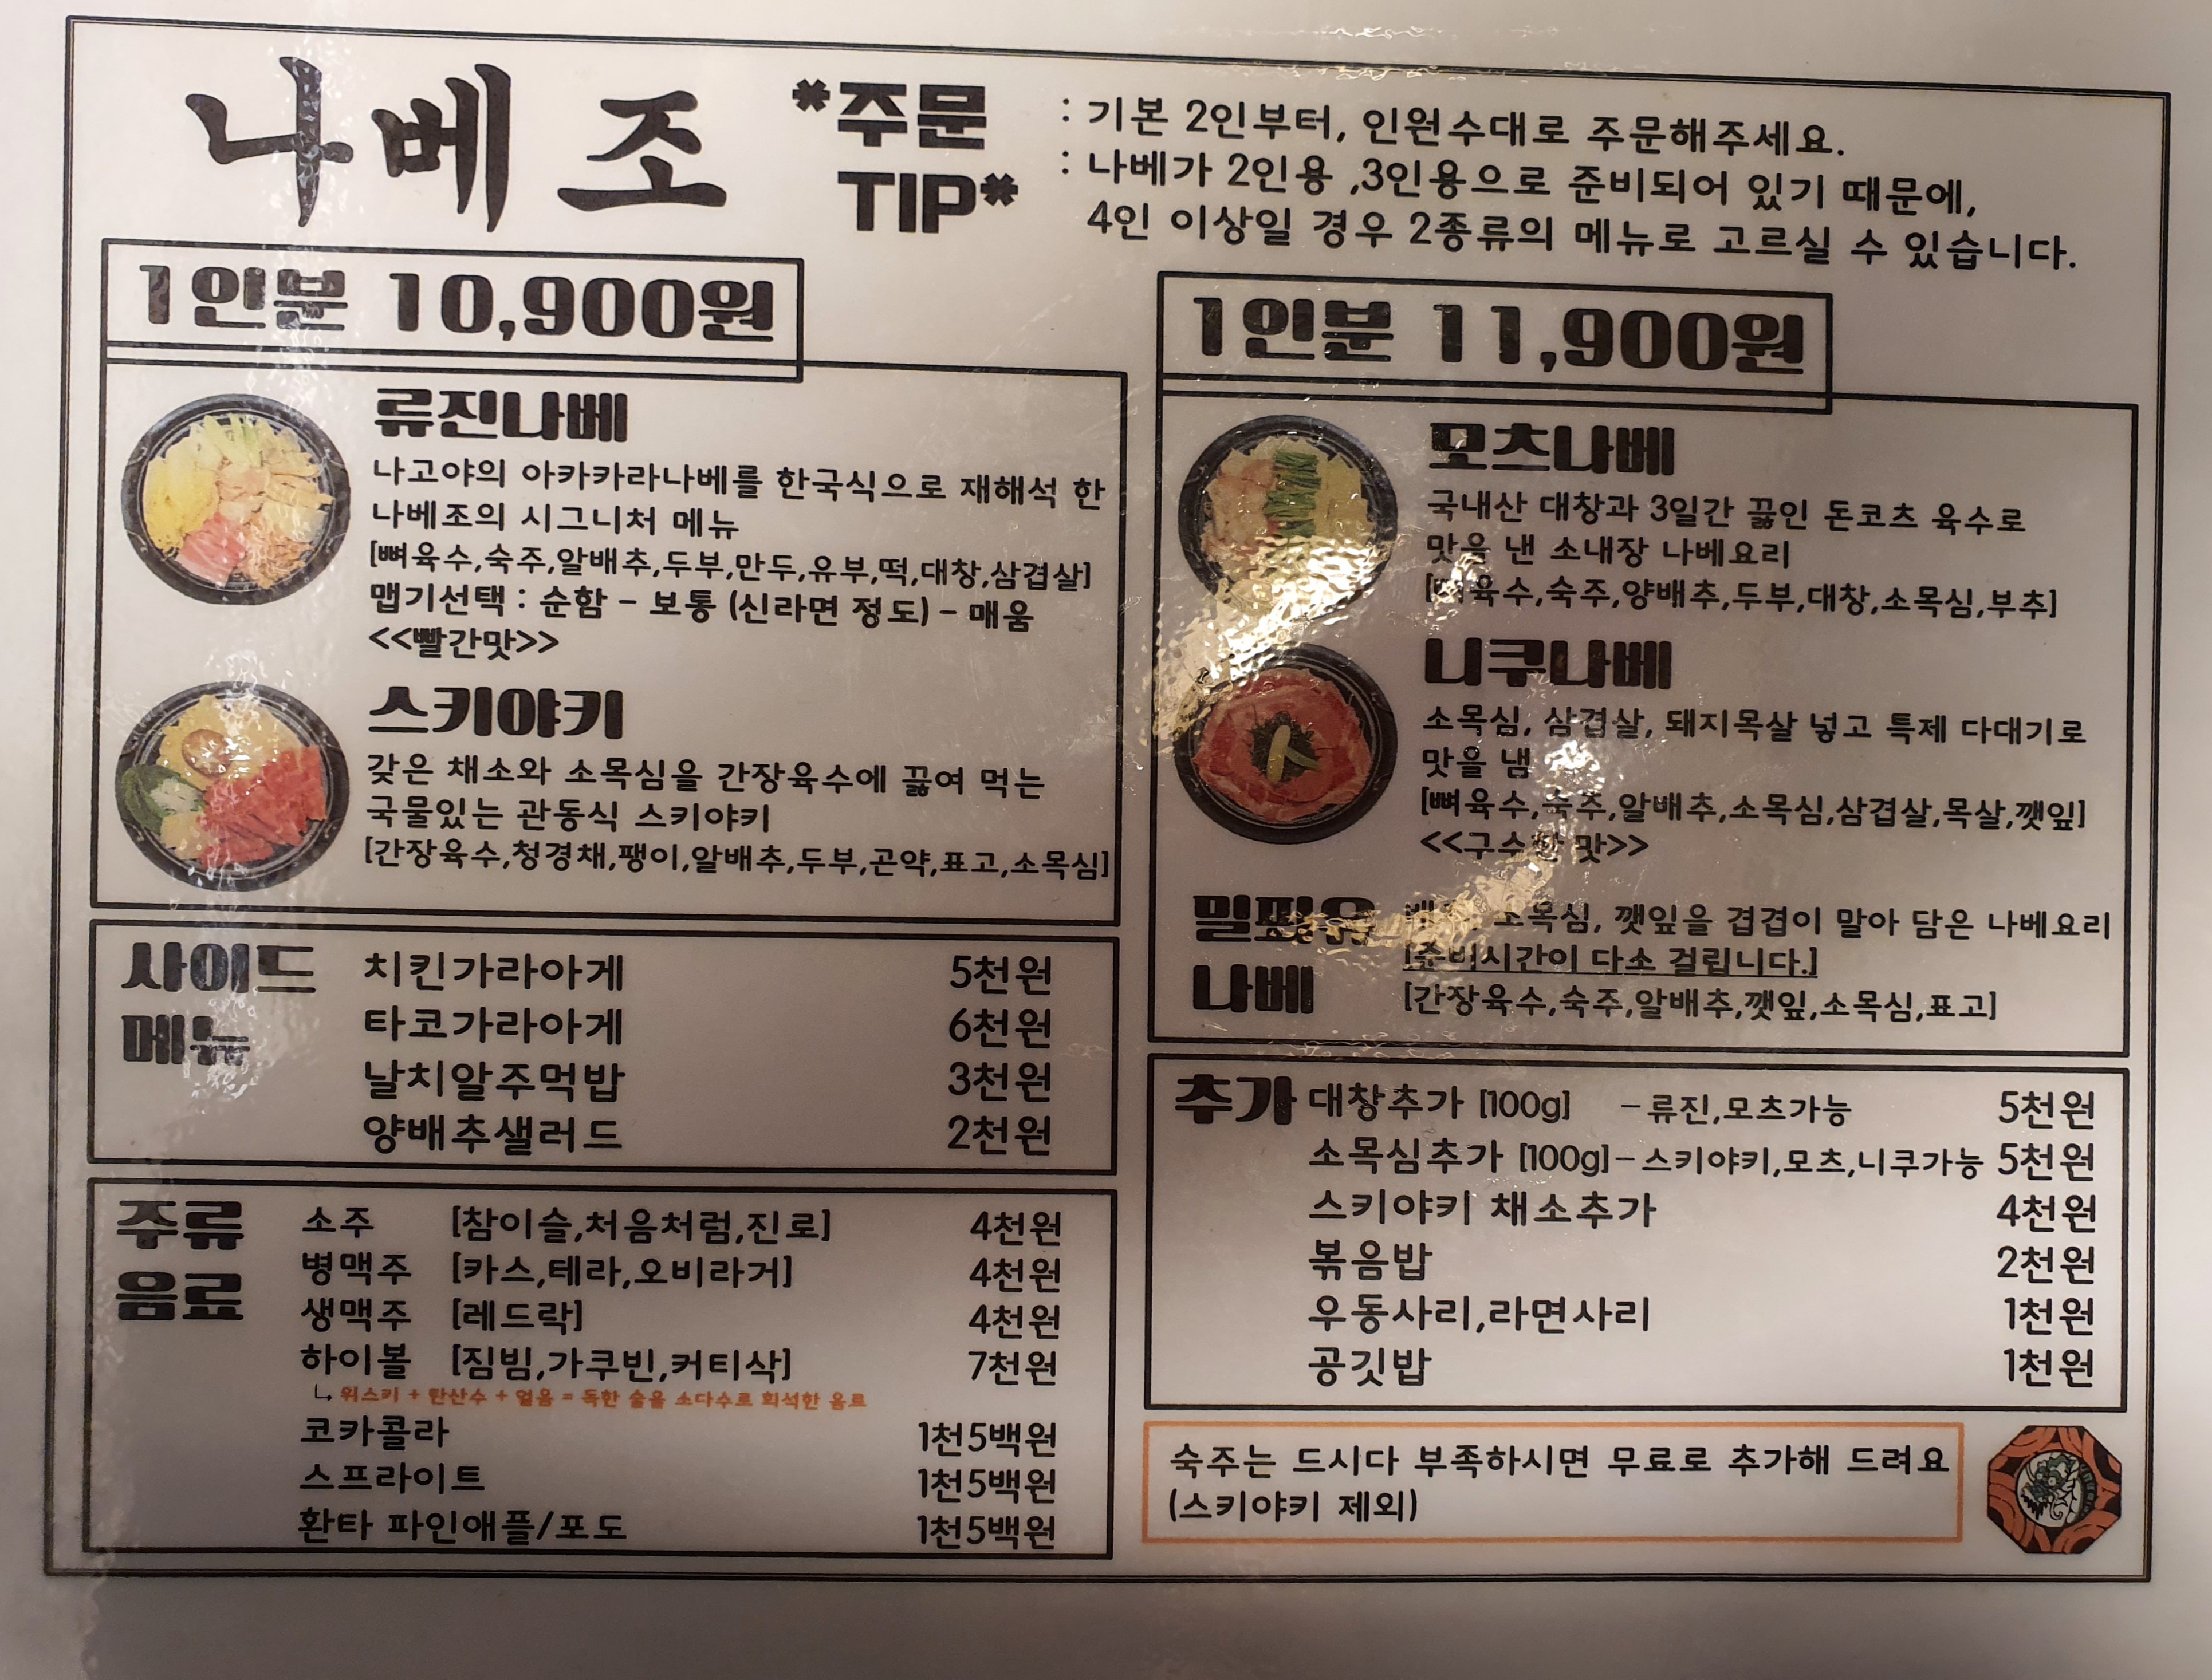 나베 조
*주문
TIP*
: 기본 2인부터, 인원수대로 주문해주세요.
: 나베가 2인용 ,3인용으로 준비되어 있기 때문에,
4인 이상일 경우 2종류의 메뉴로 고르실 수 있습니다.
1인분 10,900원
류진나베
나고야의 아카카라나베를 한국식으로 재해석 한
나베조의 시그니처 메뉴
[뼈육수,숙주,알배추,두부,만두,유부,떡,대창,삼겹살]
맵기선택 : 순함 - 보통 (신라면 정도) - 매움
<<빨간맛>>
스키야키
갖은 채소와 소목심을 간장육수에 끓여 먹는
국물있는 관동식 스키야키
[간장육수,청경채,팽이,알배추,두부,곤약,표고,소목심]
1인분 11,900원
모츠나베
국내산 대창과 3일간 끓인 돈코츠 육수로
맛을 낸 소내장 나베요리
[뼈육수,숙주,양배추,두부,대창,소목심,부추]
니쿠나베
소목심, 삼겹살, 돼지목살 넣고 특제 다대기로
맛을 냄
[뼈육수,숙주,알배추,소목심,삼겹살,목살,깻잎]
<<구수한 맛>>
밀푀유
나베
소목심, 깻잎을 겹겹이 말아 담은 나베요리
[준비시간이 다소 걸립니다.]
[간장육수,숙주,알배추,깻잎,소목심,표고]
사이드
메뉴
치킨가라아게 5천원
타코가라아게 6천원
날치알주먹밥 3천원
양배추샐러드 2천원
주류
음료
소주 [참이슬,처음처럼,진로] 4천원
병맥주 [카스,테라,오비라거] 4천원
생맥주 [레드락] 4천원
하이볼 [짐빔,가쿠빈,커티삭] 7천원
↳ 위스키 + 탄산수 + 얼음 = 독한 술을 소다수로 희석한 음료
코카콜라 1천5백원
스프라이트 1천5백원
환타 파인애플/포도 1천5백원
추가
대창추가 [100g] -류진,모츠가능 5천원
소목심추가 [100g]-스키야키,모츠,니쿠가능 5천원
스키야키 채소추가 4천원
볶음밥 2천원
우동사리,라면사리 1천원
공깃밥 1천원
숙주는 드시다 부족하시면 무료로 추가해 드려요
(스키야키 제외)